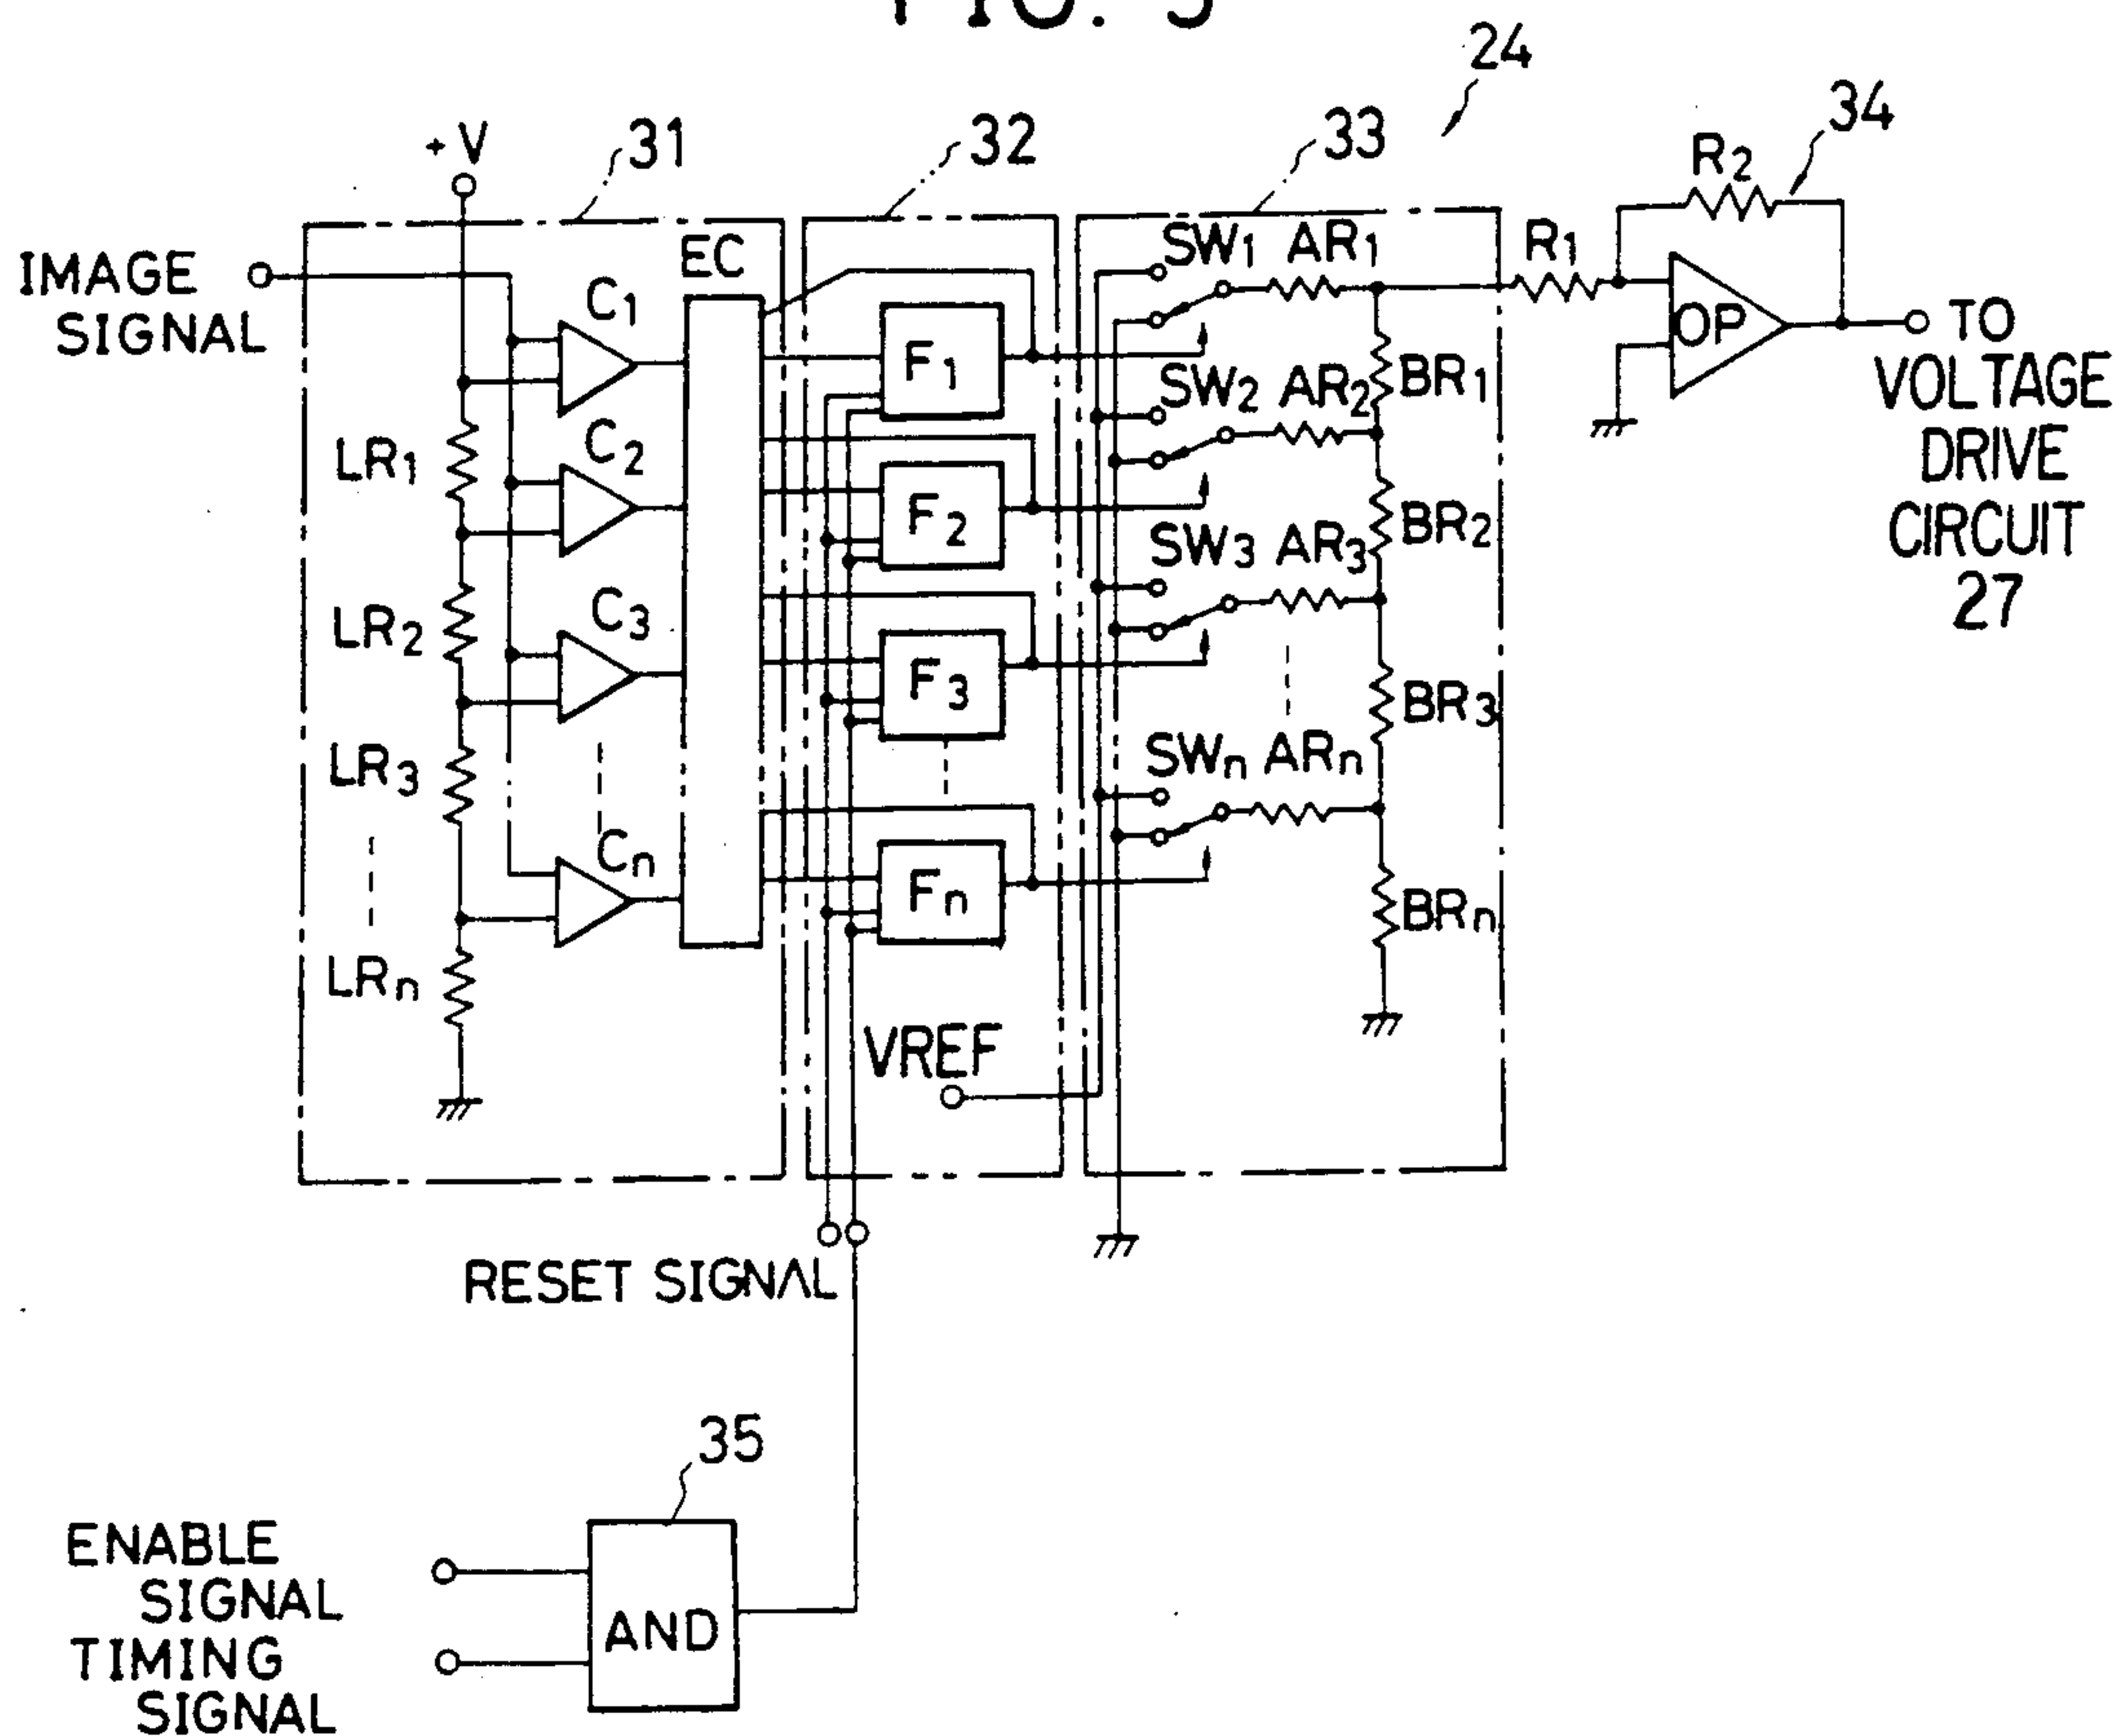 FIG. 5
24
+V
31
32
33
34
R2
IMAGE
SIGNAL
EC
SW1 AR1
R1
C1
F1
OP
TO
VOLTAGE
DRIVE
CIRCUIT
27
SW2 AR2
BR1
LR1
C2
F2
BR2
SW3 AR3
LR2
C3
F3
BR3
LR3
SWn ARn
Cn
Fn
BRn
LRn
VREF
RESET SIGNAL
35
ENABLE
SIGNAL
TIMING
SIGNAL
AND